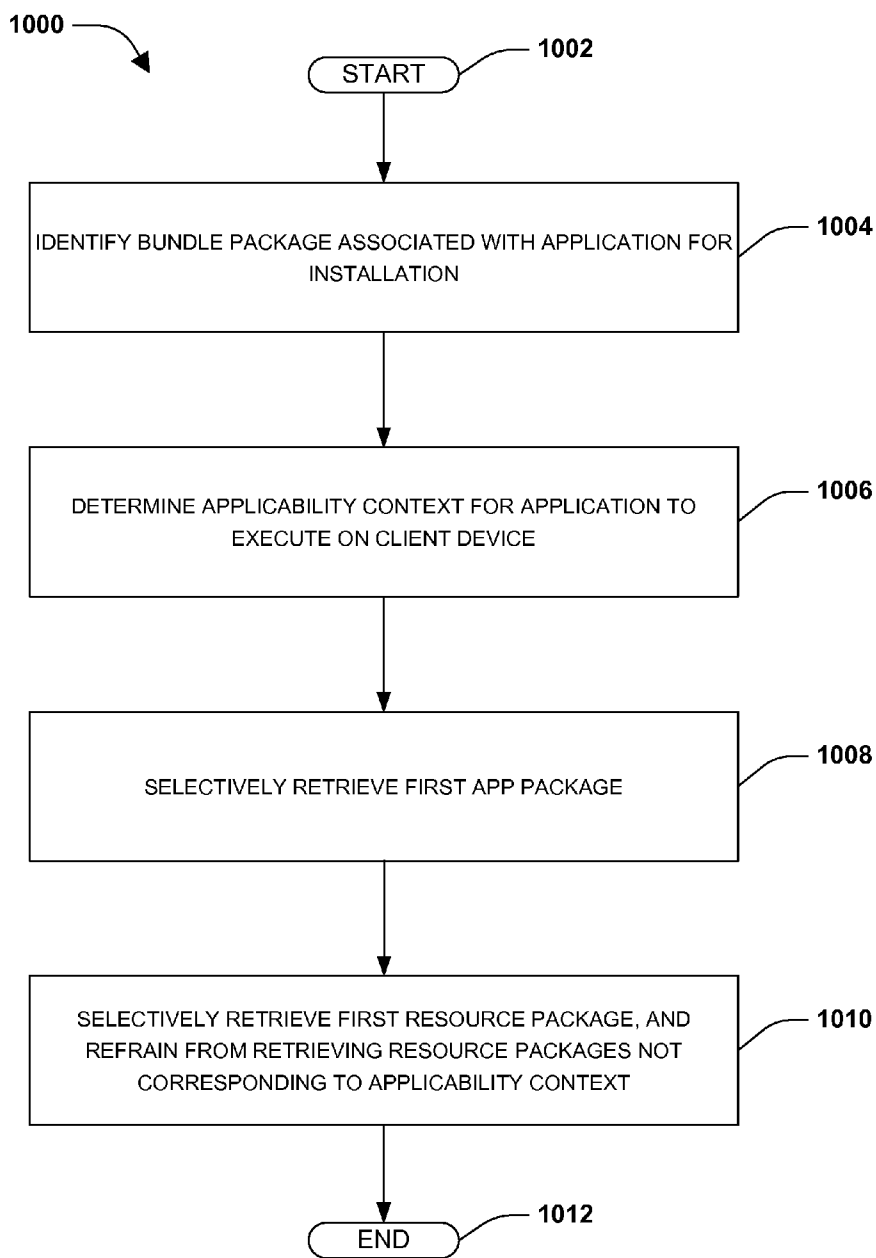 1000
START
1002
IDENTIFY BUNDLE PACKAGE ASSOCIATED WITH APPLICATION FOR
INSTALLATION
1004
DETERMINE APPLICABILITY CONTEXT FOR APPLICATION TO
EXECUTE ON CLIENT DEVICE
1006
SELECTIVELY RETRIEVE FIRST APP PACKAGE
1008
SELECTIVELY RETRIEVE FIRST RESOURCE PACKAGE, AND
REFRAIN FROM RETRIEVING RESOURCE PACKAGES NOT
CORRESPONDING TO APPLICABILITY CONTEXT
1010
END
1012